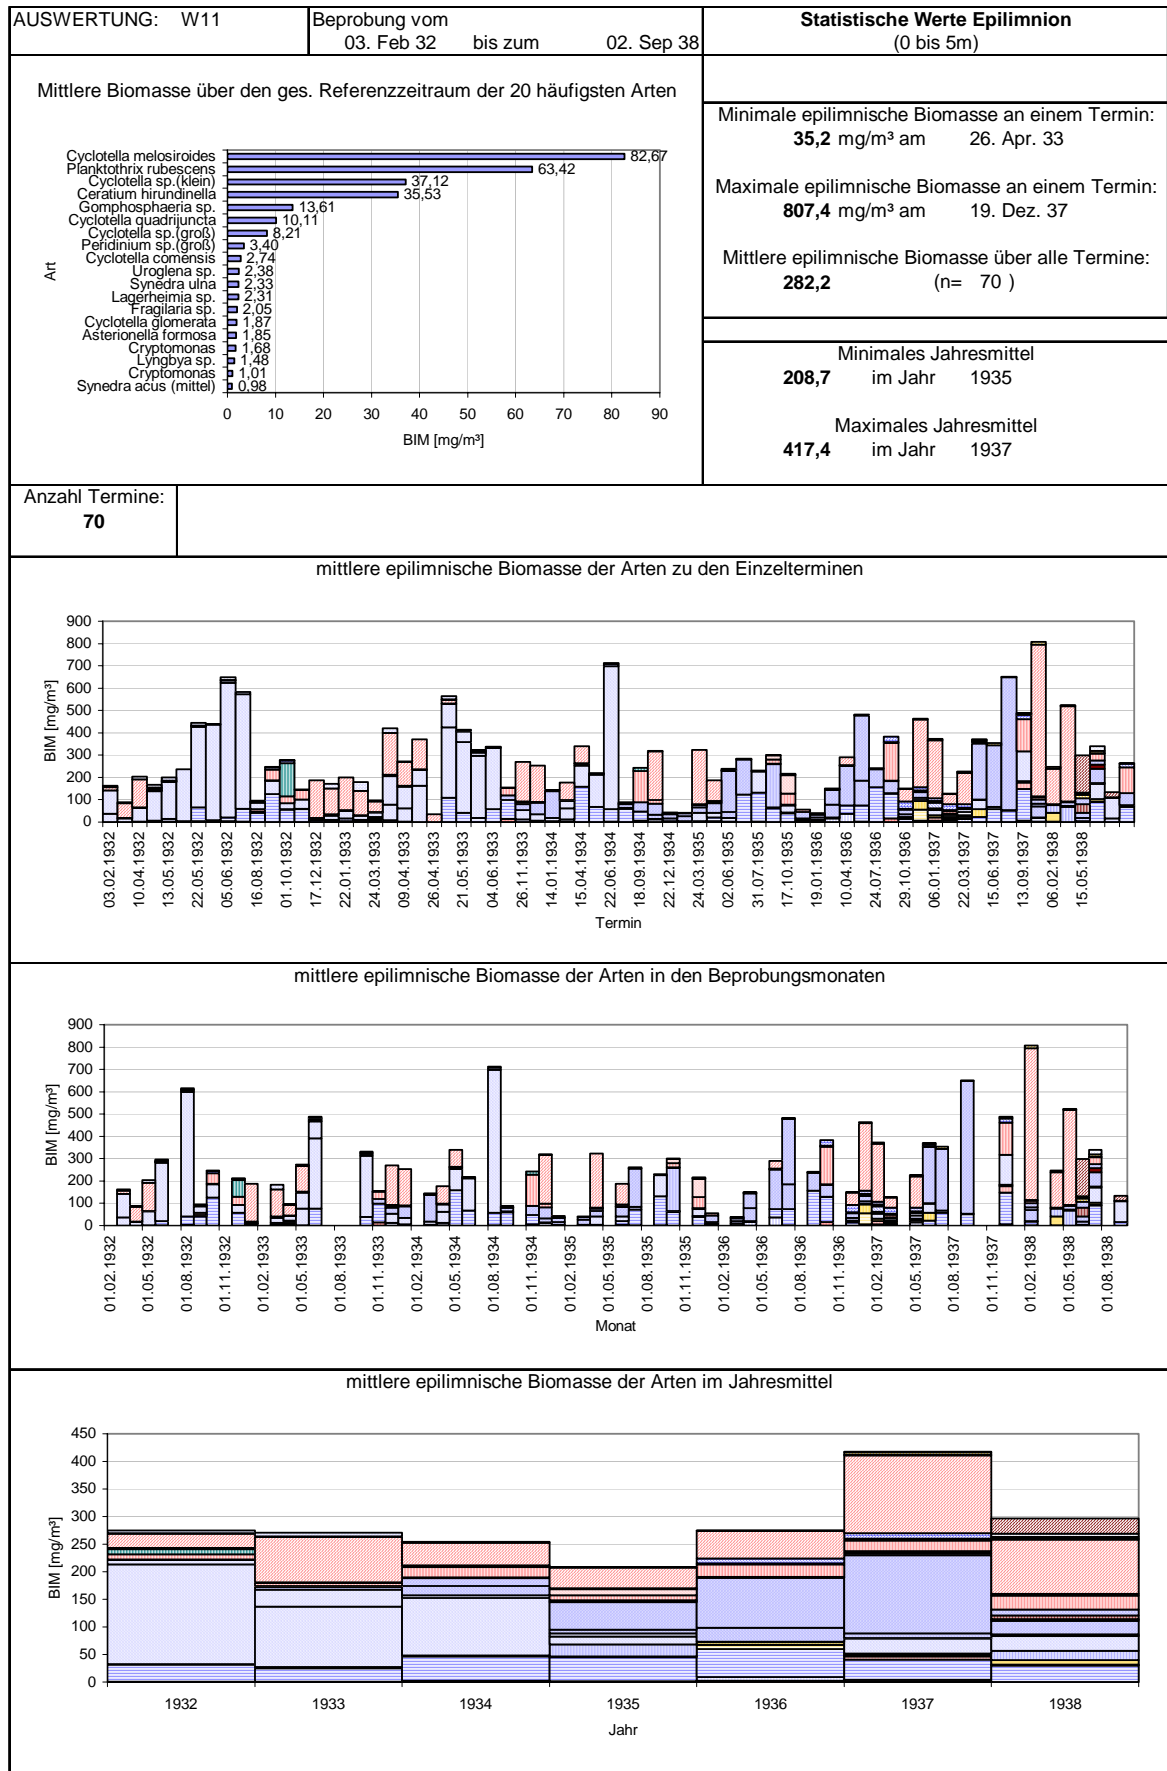 AUSWERTUNG: W11
Beprobung vom
03. Feb 32 bis zum 02. Sep 38
Statistische Werte Epilimnion
(0 bis 5m)
Mittlere Biomasse über den ges. Referenzzeitraum der 20 häufigsten Arten
Art
Cyclotella melosiroides 82,67
Planktothrix rubescens 63,42
Cyclotella sp.(klein) 37,12
Ceratium hirundinella 35,53
Gomphosphaeria sp. 13,61
Cyclotella quadrijuncta 10,11
Cyclotella sp.(groß) 8,21
Peridinium sp.(groß) 3,40
Cyclotella comensis 2,74
Uroglena sp. 2,38
Synedra ulna 2,33
Lagerheimia sp. 2,31
Fragilaria sp. 2,05
Cyclotella glomerata 1,87
Asterionella formosa 1,85
Cryptomonas 1,68
Lyngbya sp. 1,48
Cryptomonas 1,01
Synedra acus (mittel) 0,98
0 10 20 30 40 50 60 70 80 90
BIM [mg/m³]
Minimale epilimnische Biomasse an einem Termin:
35,2 mg/m³ am 26. Apr. 33
Maximale epilimnische Biomasse an einem Termin:
807,4 mg/m³ am 19. Dez. 37
Mittlere epilimnische Biomasse über alle Termine:
282,2 (n= 70 )
Minimales Jahresmittel
208,7 im Jahr 1935
Maximales Jahresmittel
417,4 im Jahr 1937
Anzahl Termine:
70
mittlere epilimnische Biomasse der Arten zu den Einzelterminen
BIM [mg/m³]
900
800
700
600
500
400
300
200
100
0
03.02.1932
10.04.1932
13.05.1932
22.05.1932
05.06.1932
16.08.1932
01.10.1932
17.12.1932
22.01.1933
24.03.1933
09.04.1933
26.04.1933
21.05.1933
04.06.1933
26.11.1933
14.01.1934
15.04.1934
22.06.1934
18.09.1934
22.12.1934
24.03.1935
02.06.1935
31.07.1935
17.10.1935
19.01.1936
10.04.1936
24.07.1936
29.10.1936
06.01.1937
22.03.1937
15.06.1937
13.09.1937
06.02.1938
15.05.1938
Termin
mittlere epilimnische Biomasse der Arten in den Beprobungsmonaten
BIM [mg/m³]
900
800
700
600
500
400
300
200
100
0
01.02.1932
01.05.1932
01.08.1932
01.11.1932
01.02.1933
01.05.1933
01.08.1933
01.11.1933
01.02.1934
01.05.1934
01.08.1934
01.11.1934
01.02.1935
01.05.1935
01.08.1935
01.11.1935
01.02.1936
01.05.1936
01.08.1936
01.11.1936
01.02.1937
01.05.1937
01.08.1937
01.11.1937
01.02.1938
01.05.1938
01.08.1938
Monat
mittlere epilimnische Biomasse der Arten im Jahresmittel
BIM [mg/m³]
450
400
350
300
250
200
150
100
50
0
1932 1933 1934 1935 1936 1937 1938
Jahr